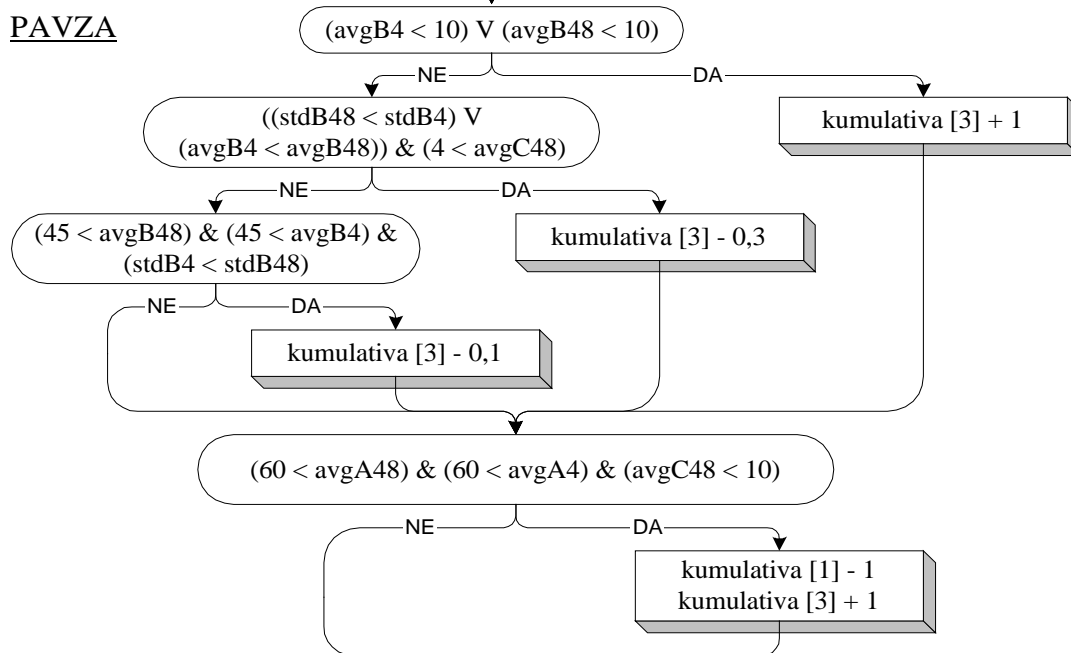 PAVZA
(avgB4 < 10) V (avgB48 < 10)
NE
DA
((stdB48 < stdB4) V
(avgB4 < avgB48)) & (4 < avgC48)
kumulativa [3] + 1
NE
DA
(45 < avgB48) & (45 < avgB4) &
(stdB4 < stdB48)
kumulativa [3] - 0,3
NE
DA
kumulativa [3] - 0,1
(60 < avgA48) & (60 < avgA4) & (avgC48 < 10)
NE
DA
kumulativa [1] - 1
kumulativa [3] + 1